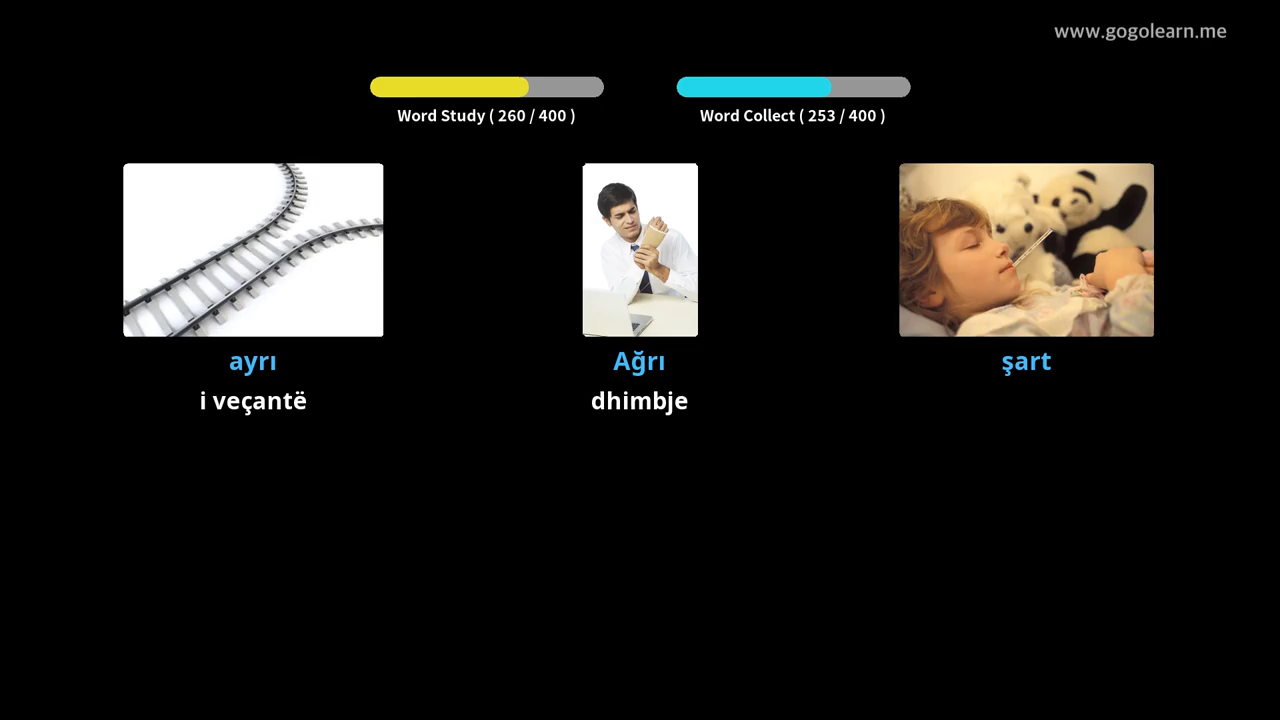 www.gogolearn.me
Word Study ( 260 / 400 )
Word Collect ( 253 / 400 )
ayrı
Ağrı
şart
i veçantë
dhimbje